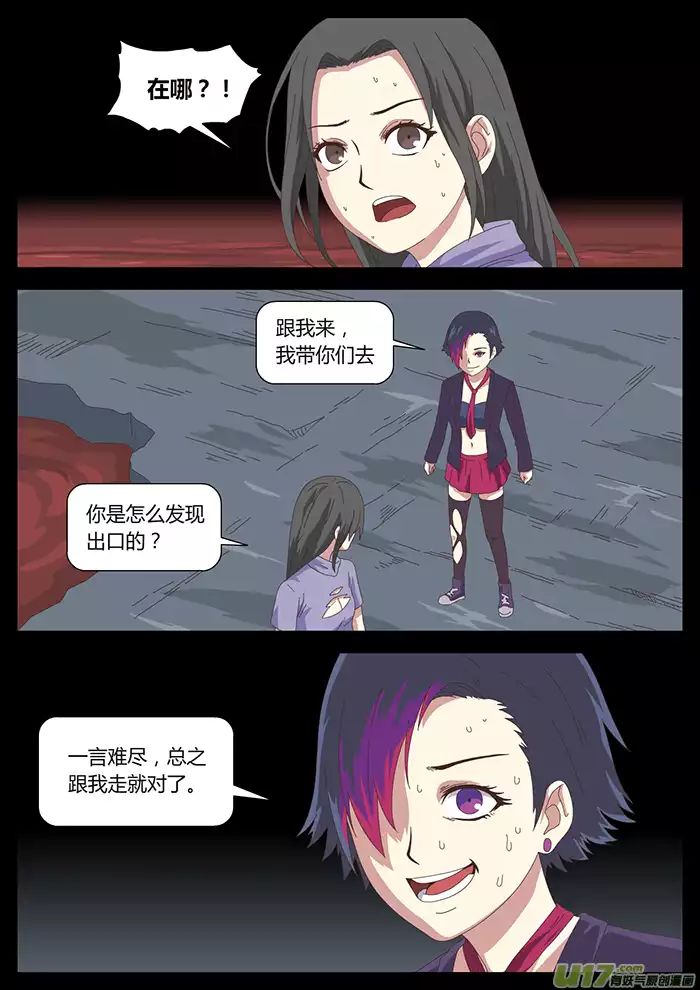 在哪？！
跟我来，
我带你们去
你是怎么发现
出口的？
一言难尽，总之
跟我走就对了。
U17.com
有妖气原创漫画